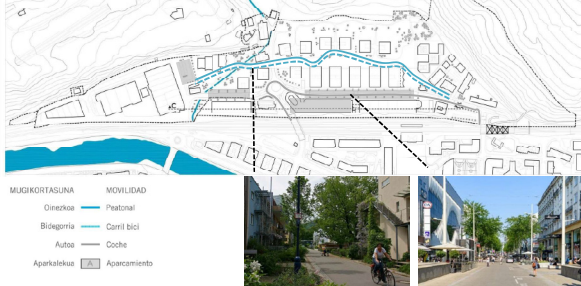 MUGIKORTASUNA MOVILIDAD
Oinezkoa Peatonal
Bidegorria Carril bici
Autoa Coche
Aparkalekua A Aparcamiento